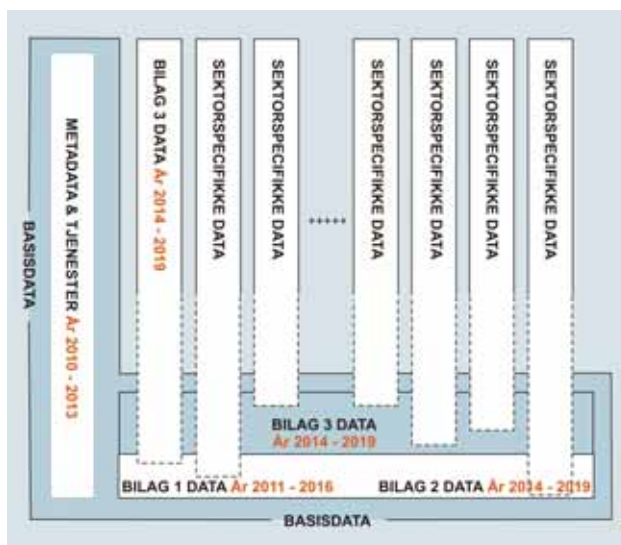 BASISDATA
METADATA & TJENESTER År 2010 - 2013
BILAG 3 DATA År 2014 - 2019
SEKTORSPECIFIKKE DATA
SEKTORSPECIFIKKE DATA
+++++
SEKTORSPECIFIKKE DATA
SEKTORSPECIFIKKE DATA
SEKTORSPECIFIKKE DATA
SEKTORSPECIFIKKE DATA
BILAG 3 DATA
År 2014 - 2019
BILAG 1 DATA År 2011 - 2016
BILAG 2 DATA År 2014 - 2019
BASISDATA